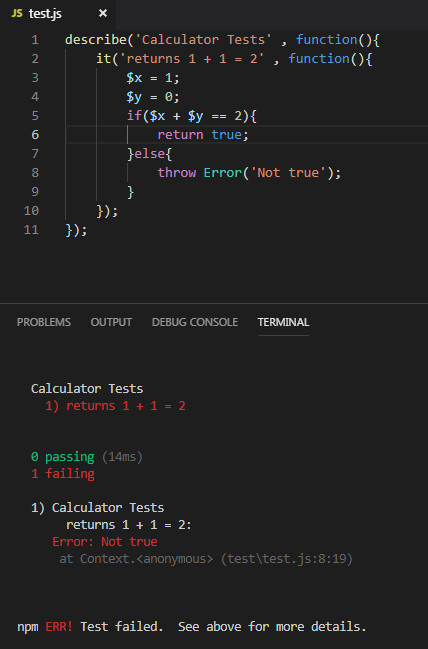 JS test.js ×
1 describe('Calculator Tests' , function(){
2 it('returns 1 + 1 = 2' , function(){
3 $x = 1;
4 $y = 0;
5 if($x + $y == 2){
6 return true;
7 }else{
8 throw Error('Not true');
9 }
10 });
11 });
PROBLEMS OUTPUT DEBUG CONSOLE TERMINAL
Calculator Tests
1) returns 1 + 1 = 2
0 passing (14ms)
1 failing
1) Calculator Tests
returns 1 + 1 = 2:
Error: Not true
at Context.<anonymous> (test\test.js:8:19)
npm ERR! Test failed.  See above for more details.